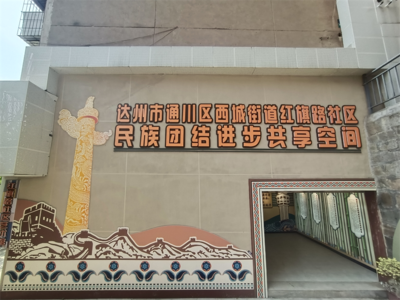 达州市通川区西城街道红旗路社区
民族团结进步共享空间